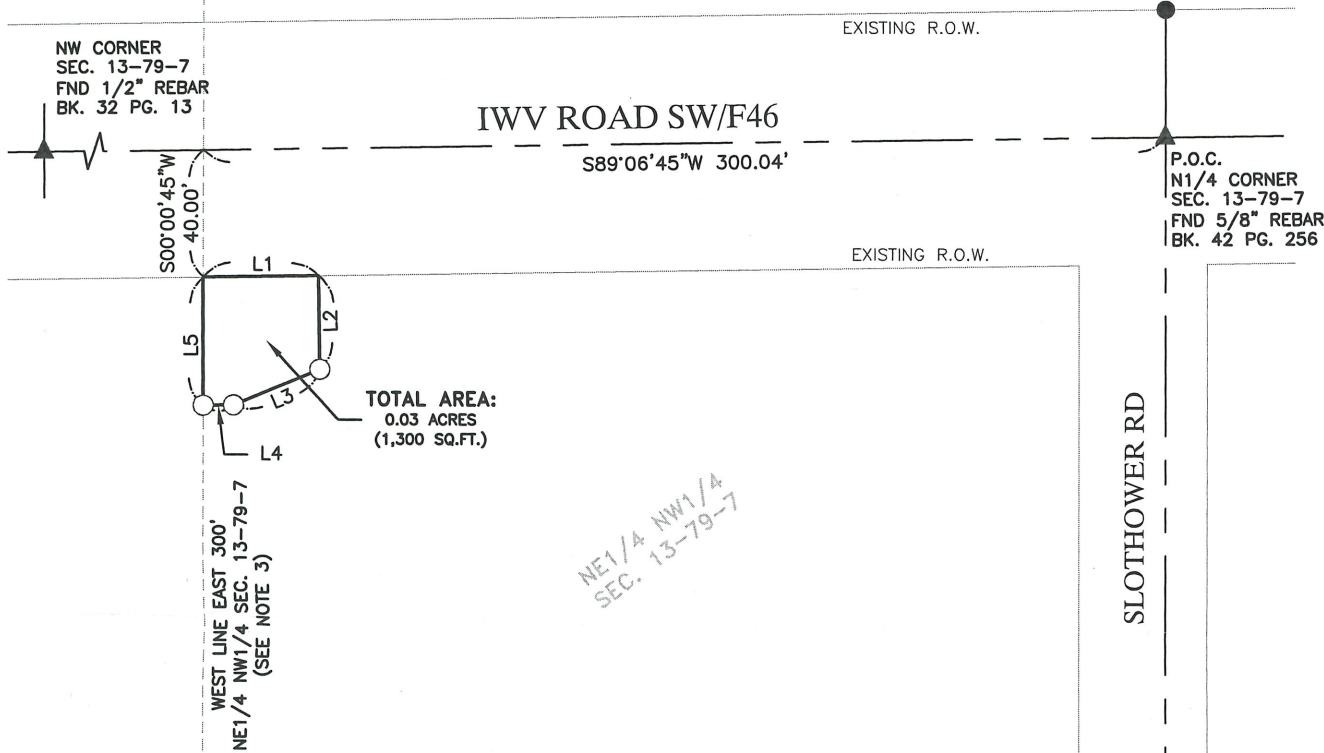 EXISTING R.O.W.
NW CORNER
SEC. 13-79-7
FND 1/2" REBAR
BK. 32 PG. 13
IWV ROAD SW/F46
S89°06'45"W 300.04'
P.O.C.
N1/4 CORNER
SEC. 13-79-7
FND 5/8" REBAR
BK. 42 PG. 256
S00°00'45"W
40.00'
EXISTING R.O.W.
L1
L2
L5
L3
TOTAL AREA:
0.03 ACRES
(1,300 SQ.FT.)
L4
NE1/4 NW1/4
SEC. 13-79-7
WEST LINE EAST 300'
NE1/4 NW1/4 SEC. 13-79-7
(SEE NOTE 3)
SLOTHOWER RD